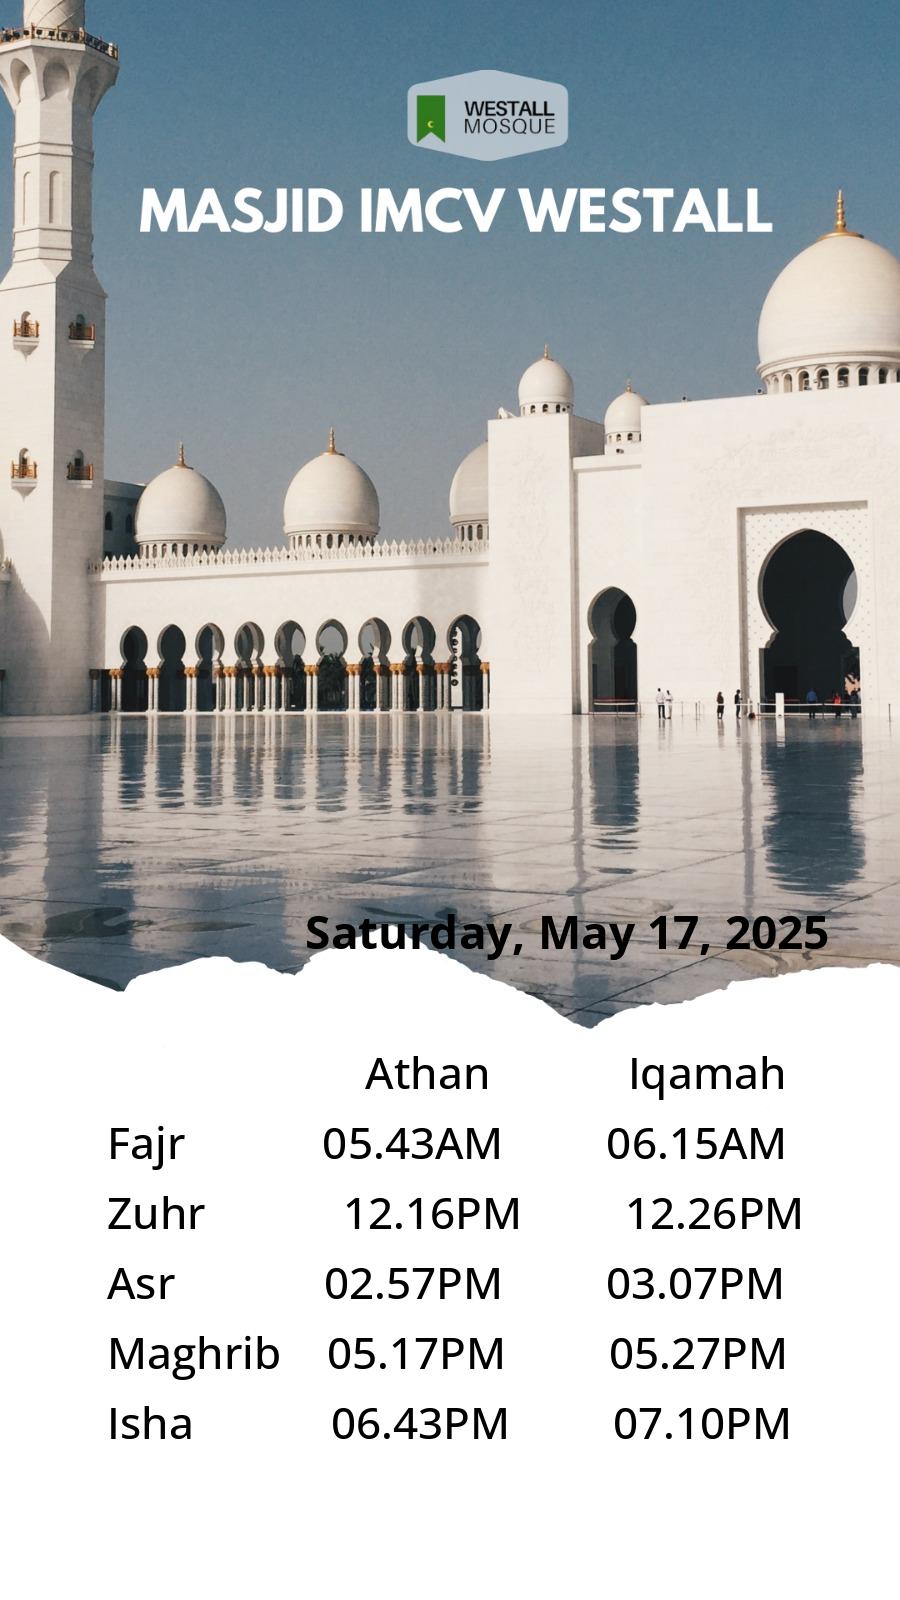 WESTALL
MOSQUE
MASJID IMCV WESTALL
Saturday, May 17, 2025
Athan Iqamah
Fajr 05.43AM 06.15AM
Zuhr 12.16PM 12.26PM
Asr 02.57PM 03.07PM
Maghrib 05.17PM 05.27PM
Isha 06.43PM 07.10PM